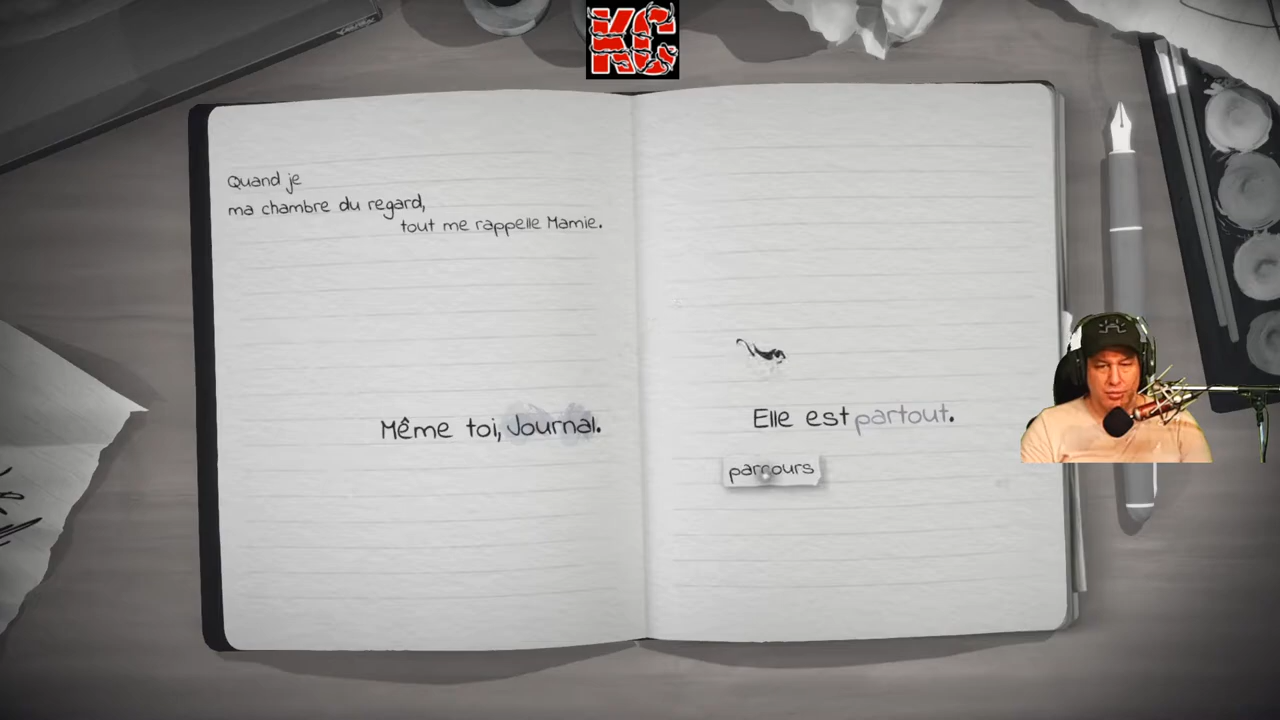 KC
Quand je
ma chambre du regard,
tout me rappelle Mamie.
Même toi, Journal.
Elle est partout.
parcours